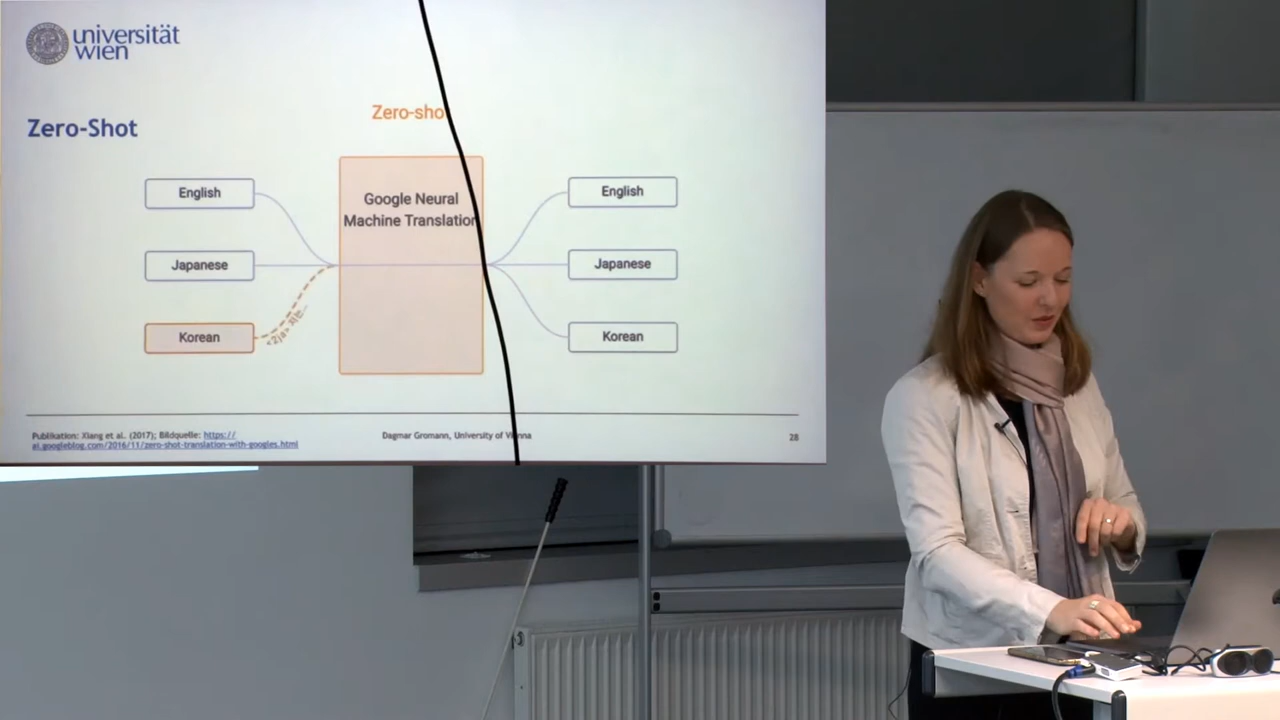 universität
wien
Zero-Shot
Zero-sho
English
Japanese
Korean
Google Neural
Machine Translation
English
Japanese
Korean
Publikation: Xiang et al. (2017); Bildquelle: https://
ai.googleblog.com/2016/11/zero-shot-translation-with-googles.html
Dagmar Gromann, University of Vienna
28